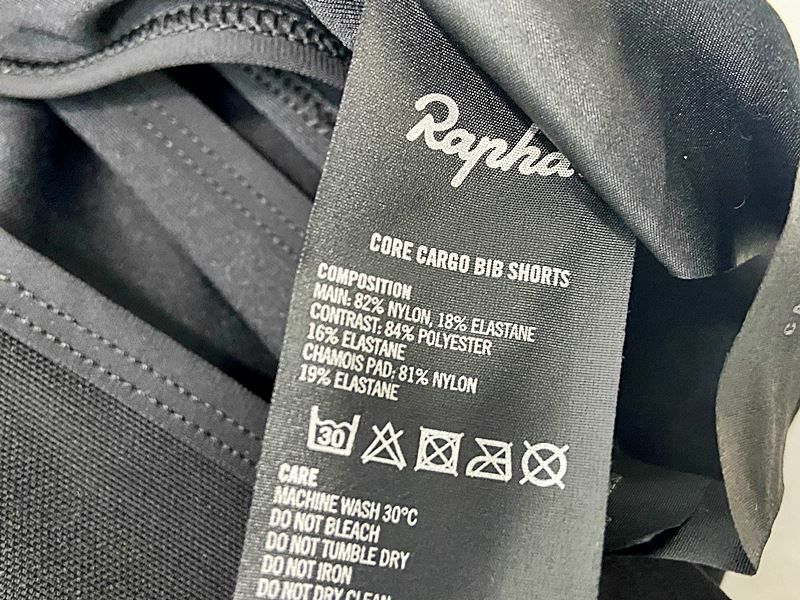 Rapha
CORE CARGO BIB SHORTS
COMPOSITION
MAIN: 82% NYLON, 18% ELASTANE
CONTRAST: 84% POLYESTER
16% ELASTANE
CHAMOIS PAD: 81% NYLON
19% ELASTANE
30
CARE
MACHINE WASH 30°C
DO NOT BLEACH
DO NOT TUMBLE DRY
DO NOT IRON
DO NOT DRY CLEAN